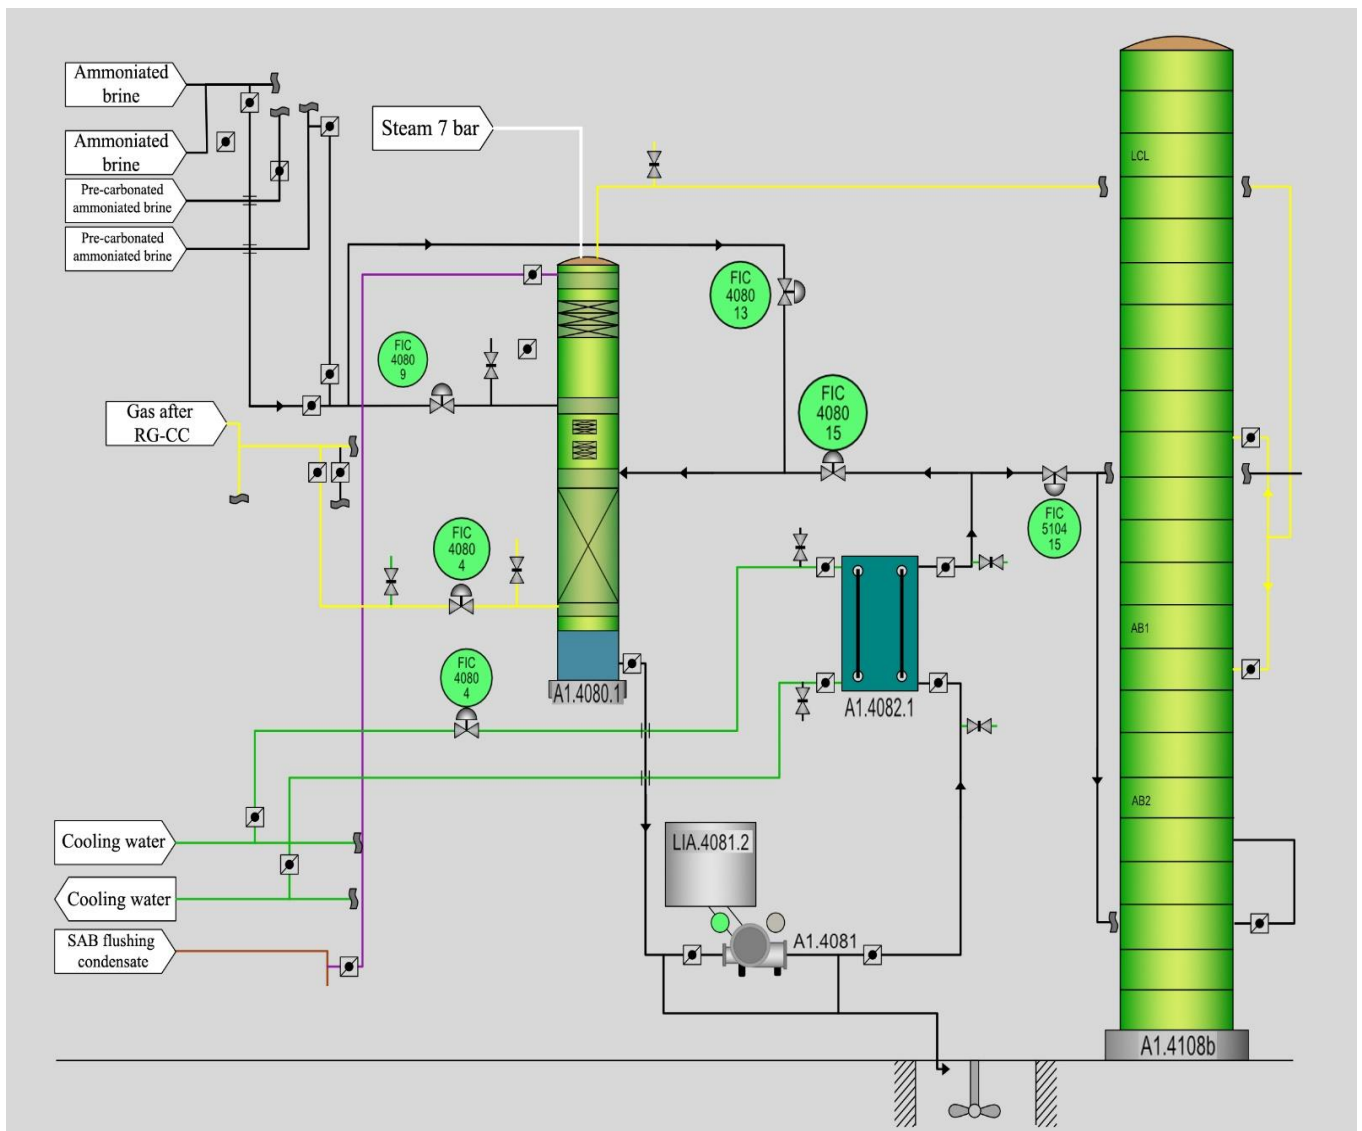 Ammoniated
brine
Ammoniated
brine
Pre-carbonated
ammoniated brine
Pre-carbonated
ammoniated brine
Steam 7 bar
LCL
FIC
4080
13
FIC
4080
9
FIC
4080
15
Gas after
RG-CC
FIC
5104
15
FIC
4080
4
AB1
FIC
4080
4
A1.4080.1
A1.4082.1
AB2
Cooling water
LIA.4081.2
Cooling water
SAB flushing
condensate
A1.4081
A1.4108b